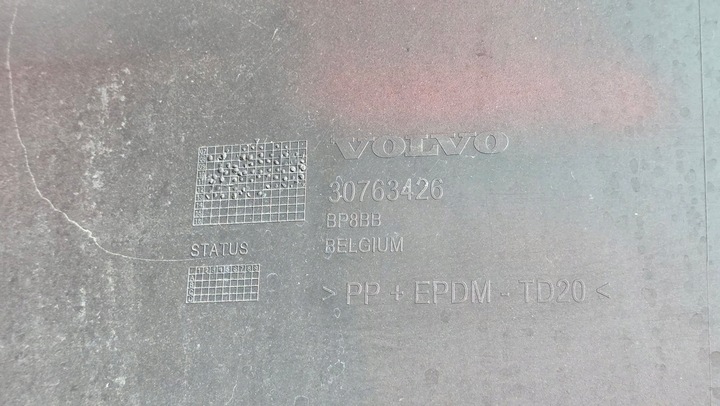 VOLVO
30763426
BP8BB
BELGIUM
STATUS
> PP + EPDM - TD20 <